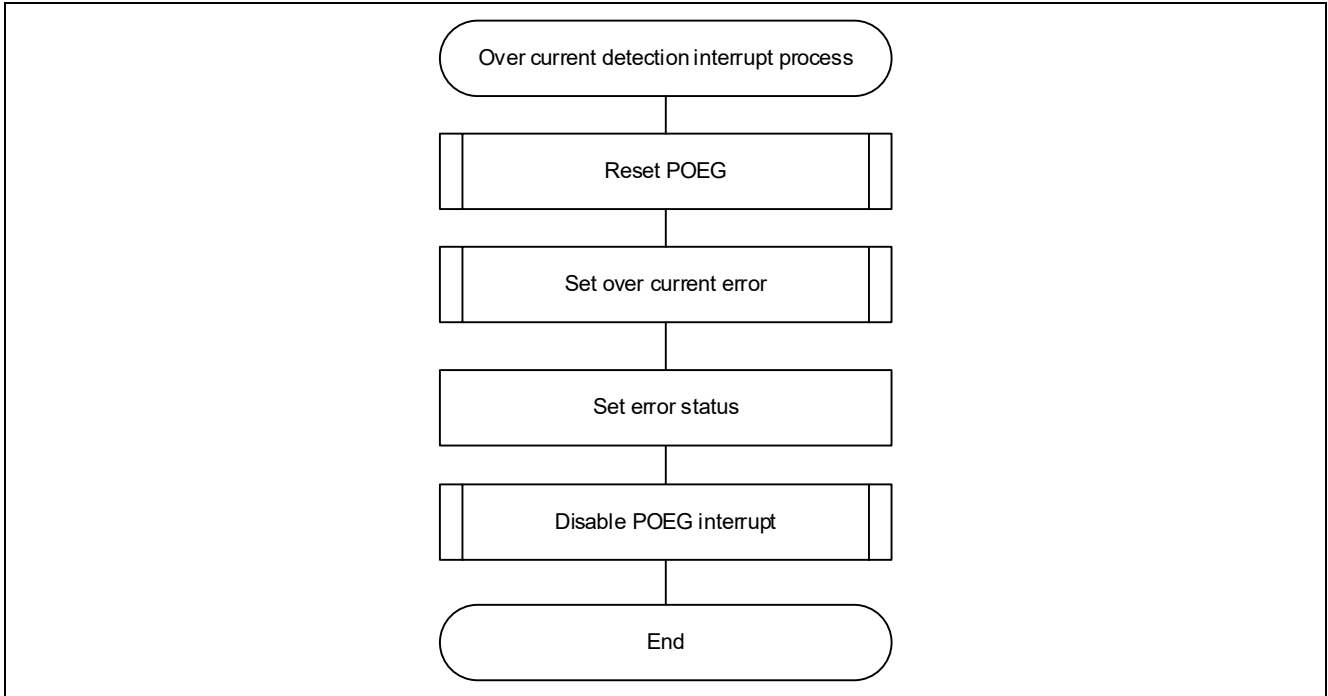 Over current detection interrupt process
Reset POEG
Set over current error
Set error status
Disable POEG interrupt
End